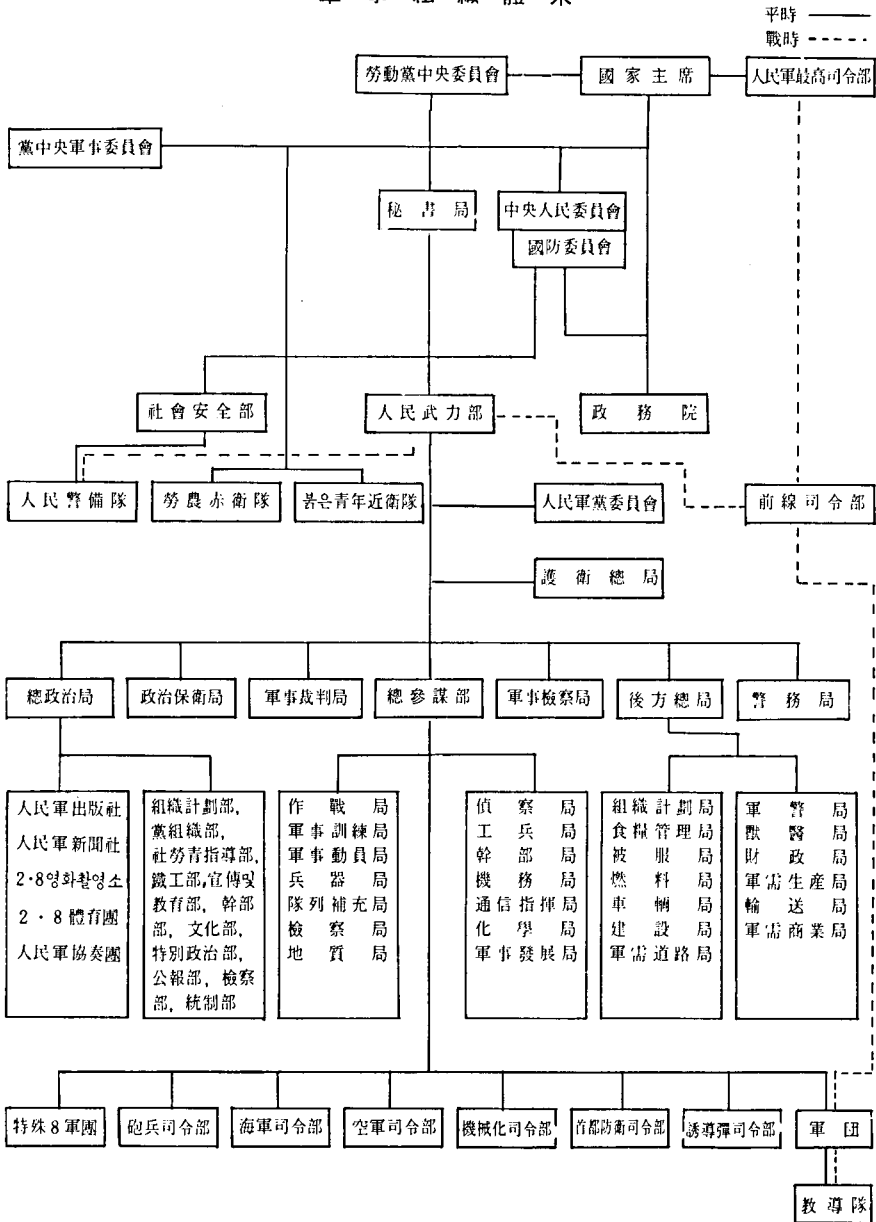 軍事組織體系
平時
戰時
勞動黨中央委員會
國家主席
人民軍最高司令部
黨中央軍事委員會
秘書局
中央人民委員會
國防委員會
社會安全部
人民武力部
政務院
人民警備隊
勞農赤衛隊
붉은青年近衛隊
人民軍黨委員會
前線司令部
護衛總局
總政治局
政治保衛局
軍事裁判局
總參謀部
軍事檢察局
後方總局
警務局
人民軍出版社
人民軍新聞社
2·8영화촬영소
2·8體育團
人民軍協奏團
組織計劃部,
黨組織部,
社勞青指導部,
鐵工部,宣傳및
教育部, 幹部
部, 文化部,
特別政治部,
公報部, 檢察
部, 統制部
作戰局
軍事訓練局
軍事動員局
兵器局
隊列補充局
檢察局
地質局
偵察局
工兵局
幹部局
機務局
通信指揮局
化學局
軍事發展局
組織計劃局
食糧管理局
被服局
燃料局
車輛局
建設局
軍需道路局
軍醫局
獸醫局
財政局
軍需生産局
輸送局
軍需商業局
特殊8軍團
砲兵司令部
海軍司令部
空軍司令部
機械化司令部
首都防衛司令部
誘導彈司令部
軍団
教導隊